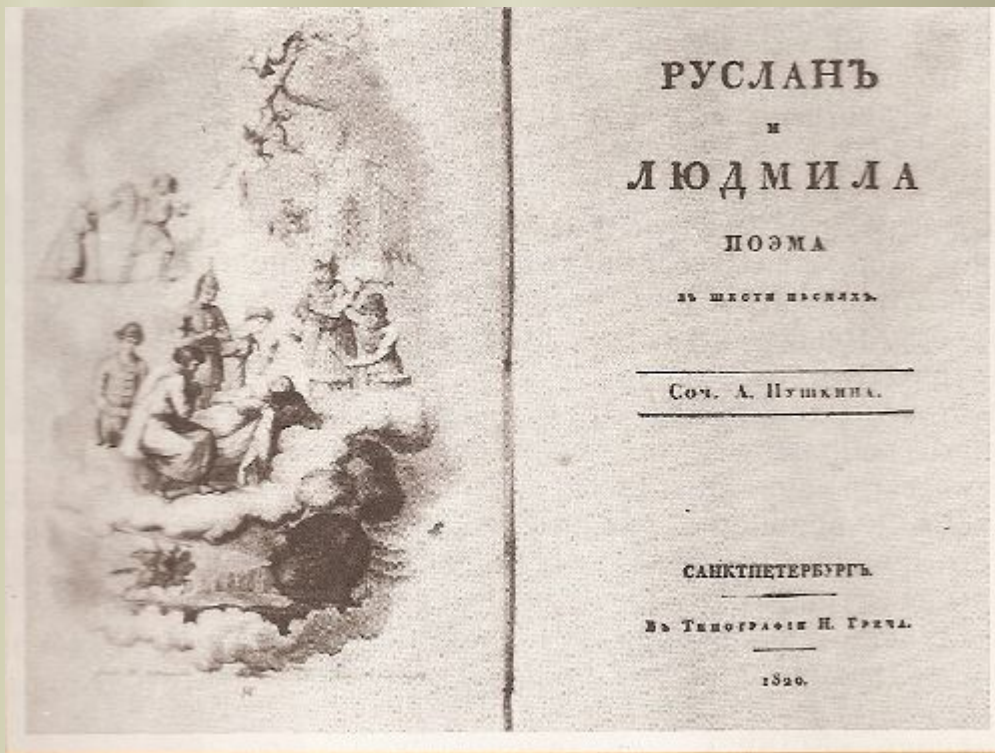 РУСЛАНЪ
и
ЛЮДМИЛА
ПОЭМА
въ шести пѣсняхъ.
Соч. А. Пушкина.
САНКТПЕТЕРБУРГЪ.
Въ Типографіи Н. Греча.
1820.